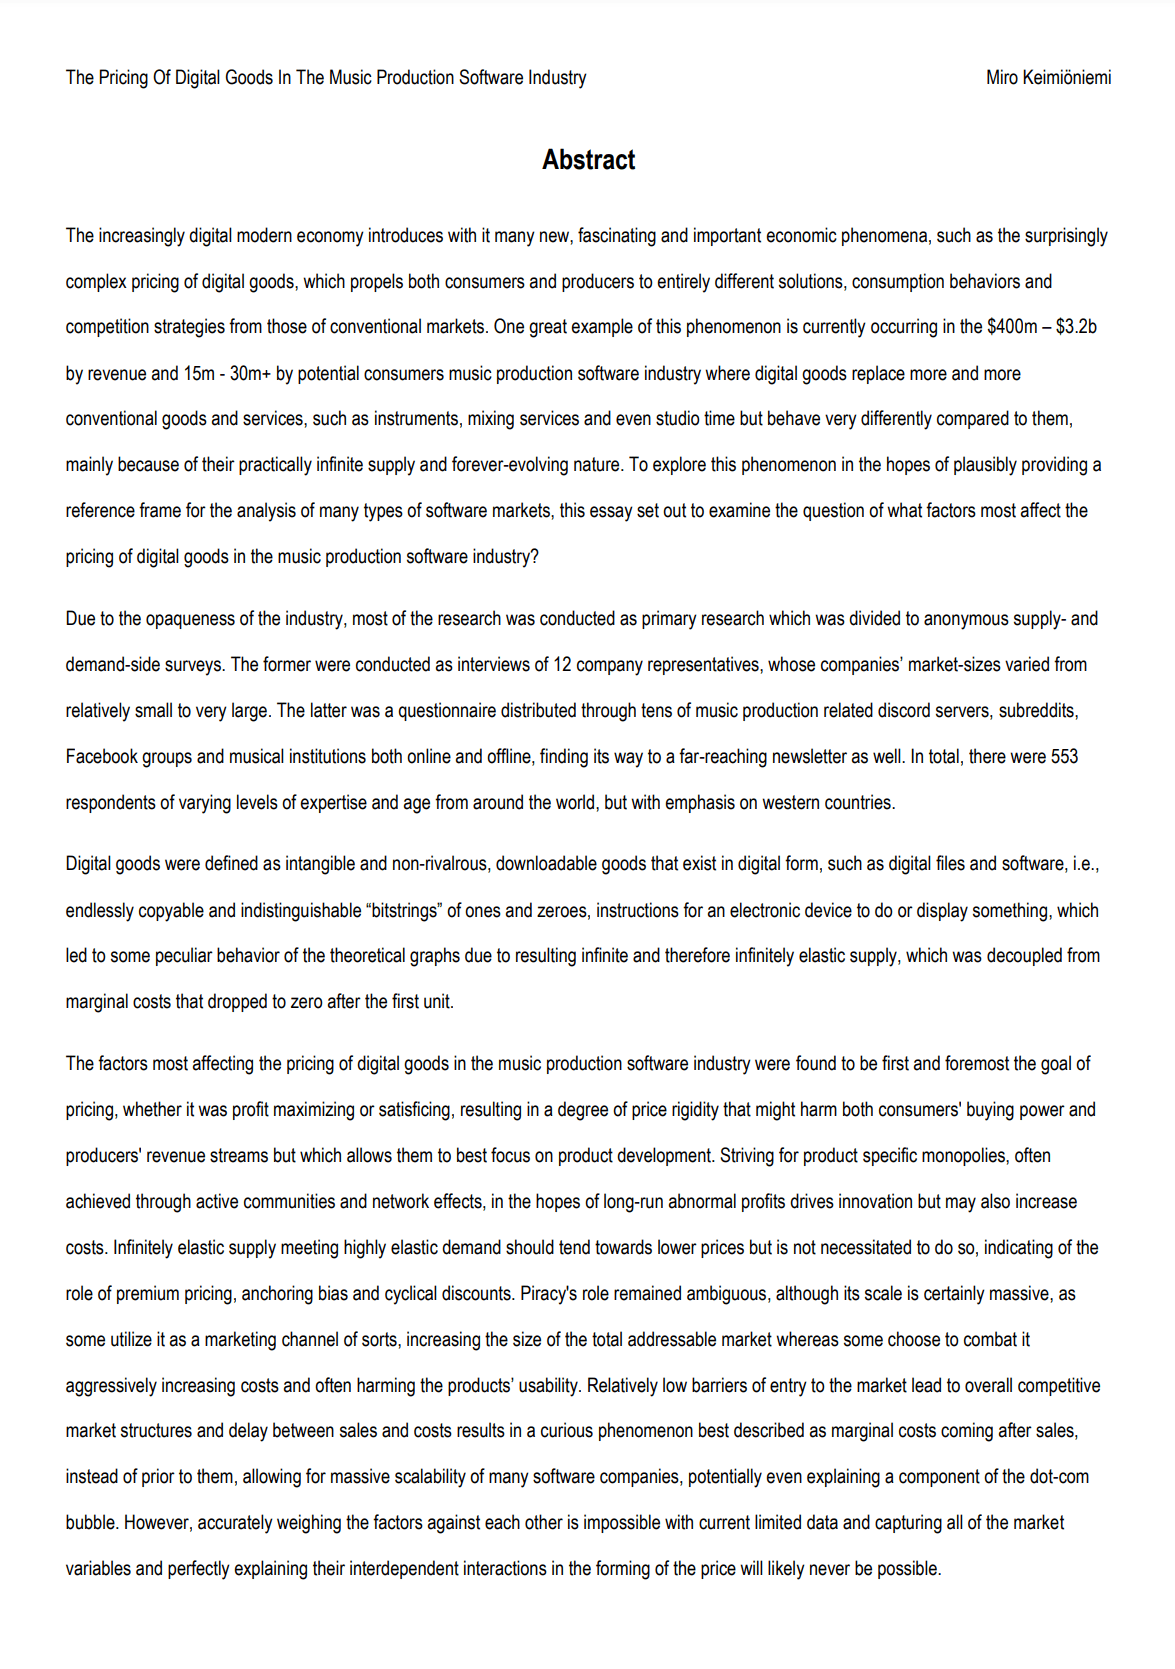 The Pricing Of Digital Goods In The Music Production Software Industry Miro Keimiöniemi
Abstract
The increasingly digital modern economy introduces with it many new, fascinating and important economic phenomena, such as the surprisingly
complex pricing of digital goods, which propels both consumers and producers to entirely different solutions, consumption behaviors and
competition strategies from those of conventional markets. One great example of this phenomenon is currently occurring in the $400m – $3.2b
by revenue and 15m - 30m+ by potential consumers music production software industry where digital goods replace more and more
conventional goods and services, such as instruments, mixing services and even studio time but behave very differently compared to them,
mainly because of their practically infinite supply and forever-evolving nature. To explore this phenomenon in the hopes of plausibly providing a
reference frame for the analysis of many types of software markets, this essay set out to examine the question of what factors most affect the
pricing of digital goods in the music production software industry?
Due to the opaqueness of the industry, most of the research was conducted as primary research which was divided to anonymous supply- and
demand-side surveys. The former were conducted as interviews of 12 company representatives, whose companies’ market-sizes varied from
relatively small to very large. The latter was a questionnaire distributed through tens of music production related discord servers, subreddits,
Facebook groups and musical institutions both online and offline, finding its way to a far-reaching newsletter as well. In total, there were 553
respondents of varying levels of expertise and age from around the world, but with emphasis on western countries.
Digital goods were defined as intangible and non-rivalrous, downloadable goods that exist in digital form, such as digital files and software, i.e.,
endlessly copyable and indistinguishable “bitstrings” of ones and zeroes, instructions for an electronic device to do or display something, which
led to some peculiar behavior of the theoretical graphs due to resulting infinite and therefore infinitely elastic supply, which was decoupled from
marginal costs that dropped to zero after the first unit.
The factors most affecting the pricing of digital goods in the music production software industry were found to be first and foremost the goal of
pricing, whether it was profit maximizing or satisficing, resulting in a degree of price rigidity that might harm both consumers' buying power and
producers' revenue streams but which allows them to best focus on product development. Striving for product specific monopolies, often
achieved through active communities and network effects, in the hopes of long-run abnormal profits drives innovation but may also increase
costs. Infinitely elastic supply meeting highly elastic demand should tend towards lower prices but is not necessitated to do so, indicating of the
role of premium pricing, anchoring bias and cyclical discounts. Piracy's role remained ambiguous, although its scale is certainly massive, as
some utilize it as a marketing channel of sorts, increasing the size of the total addressable market whereas some choose to combat it
aggressively increasing costs and often harming the products’ usability. Relatively low barriers of entry to the market lead to overall competitive
market structures and delay between sales and costs results in a curious phenomenon best described as marginal costs coming after sales,
instead of prior to them, allowing for massive scalability of many software companies, potentially even explaining a component of the dot-com
bubble. However, accurately weighing the factors against each other is impossible with current limited data and capturing all of the market
variables and perfectly explaining their interdependent interactions in the forming of the price will likely never be possible.